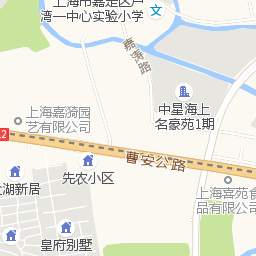 上海市嘉定区卢
湾一中心实验小学
嘉涛路
中星海上
名豪苑1期
上海嘉漪园
艺有限公司
12
曹安公路
先农小区
上海嘉苑食
品有限公司
湖新居
皇府别墅